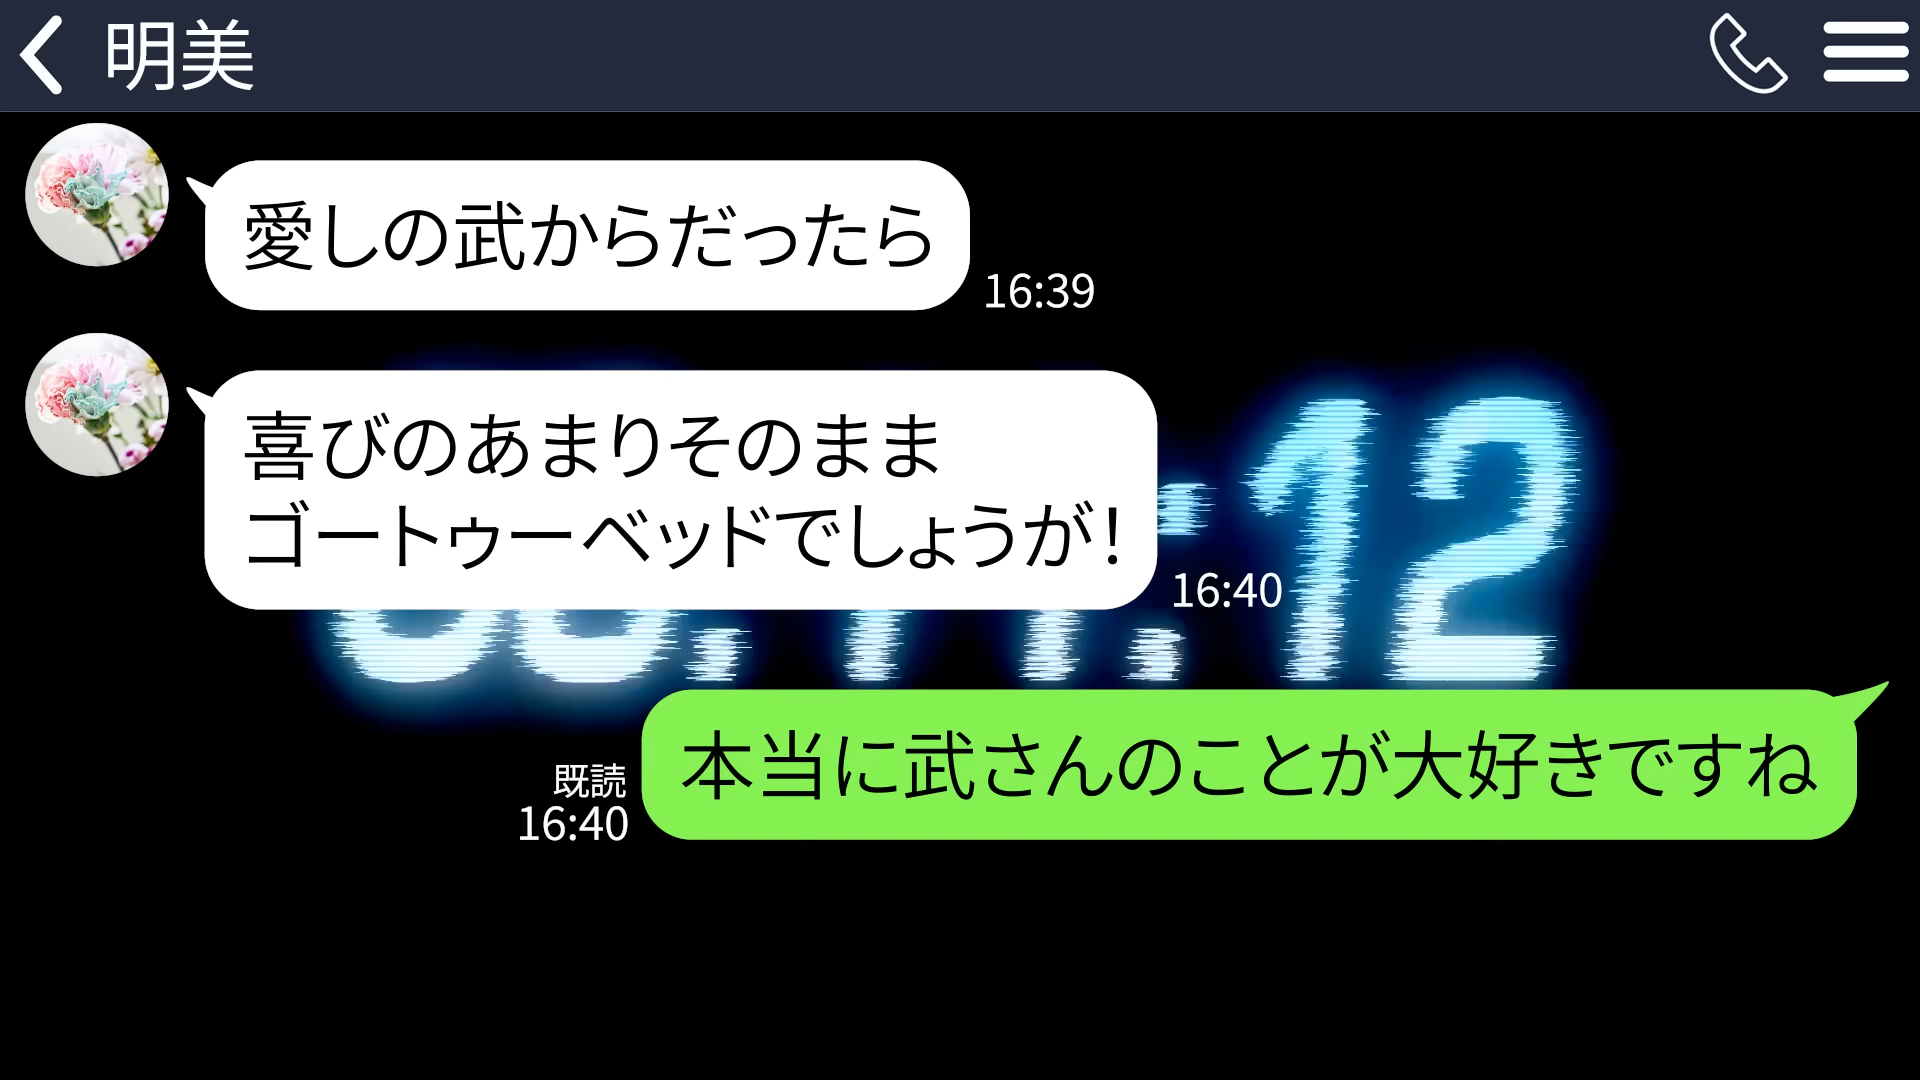 明美
愛しの武からだったら
16:39
喜びのあまりそのまま
ゴートゥーベッドでしょうが！
16:40
:12
本当に武さんのことが大好きですね
既読
16:40